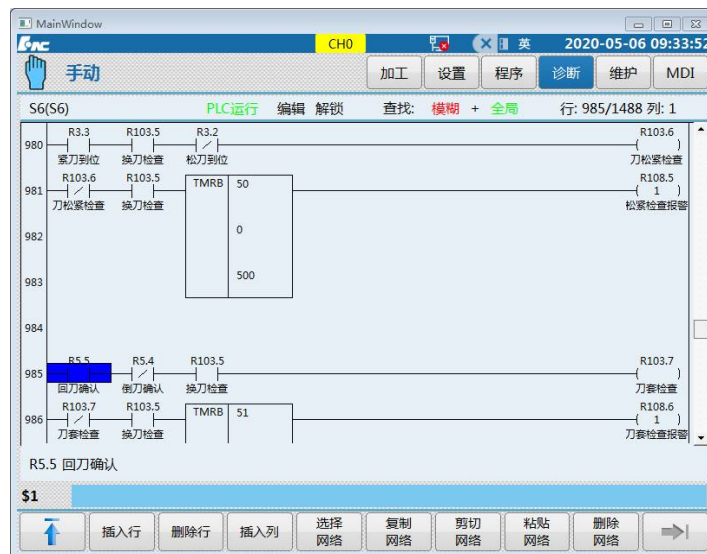 MainWindow
CH0 英 2020-05-06 09:33:52
手动 加工 设置 程序 诊断 维护 MDI
S6(S6) PLC运行 编辑 解锁 查找: 模糊 + 全局 行: 985/1488 列: 1
R3.3 R103.5 R3.2 R103.6
980
紧刀到位 换刀检查 松刀到位 刀松紧检查
R103.6 R103.5 TMRB 50 R108.5
981 1
刀松紧检查 换刀检查 松紧检查报警
982 0
983 500
984
R5.5 R5.4 R103.5 R103.7
985
回刀确认 倒刀确认 换刀检查 刀套检查
R103.7 R103.5 TMRB 51 R108.6
986 1
刀套检查 换刀检查 刀套检查报警
R5.5 回刀确认
$1
插入行 删除行 插入列 选择网络 复制网络 剪切网络 粘贴网络 删除网络